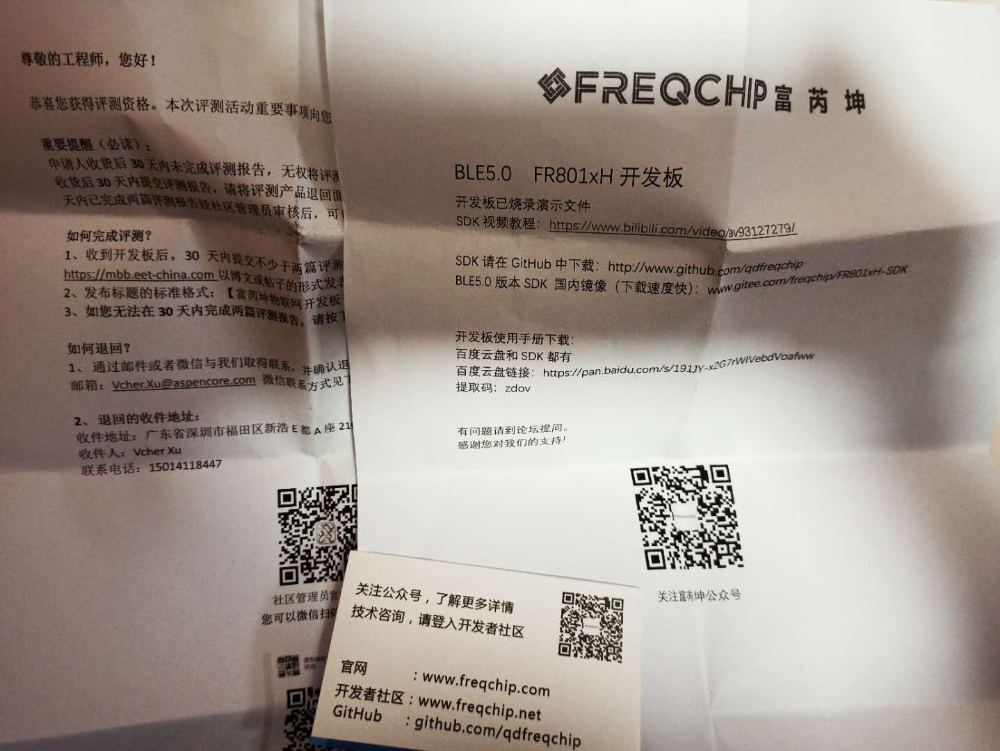 尊敬的工程师，您好！
恭喜您获得评测资格。本次评测活动重要事项向您
重要提醒（必读）：
申请人收货后 30 天内未完成评测报告，无权将评测
收货后 30 天内提交评测报告，请将评测产品退回面
天内已完成两篇评测报告经社区管理员审核后，可
如何完成评测？
1、收到开发板后，30 天内提交不少于两篇评测
https://mbb.eet-china.com 以博文或帖子的形式发表
2、发布标题的标准格式：【富芮坤物联网开发板
3、如您无法在 30 天内完成两篇评测报告，请按
如何退回？
1、 通过邮件或者微信与我们取得联系，并确认退
邮箱：Vcher.Xu@aspencore.com 微信联系方式见
2、 退回的收件地址：
收件地址：广东省深圳市福田区新浩 E 都 A 座 21
收件人：Vcher Xu
联系电话：15014118447
社区管理员
您可以微信扫
FREQCHIP 富芮坤
BLE5.0 FR801xH 开发板
开发板已烧录演示文件
SDK 视频教程：https://www.bilibili.com/video/av93127279/
SDK 请在 GitHub 中下载：http://www.github.com/qdfreqchip
BLE5.0 版本 SDK 国内镜像（下载速度快）：www.gitee.com/freqchip/FR801xH-SDK
开发板使用手册下载：
百度云盘和 SDK 都有
百度云盘链接：https://pan.baidu.com/s/191JY-x2G7rWIVebdVoafww
提取码：zdov
有问题请到论坛提问。
感谢您对我们的支持！
关注富芮坤公众号
关注公众号，了解更多详情
技术咨询，请登入开发者社区
官网 ：www.freqchip.com
开发者社区：www.freqchip.net
GitHub ：github.com/qdfreqchip